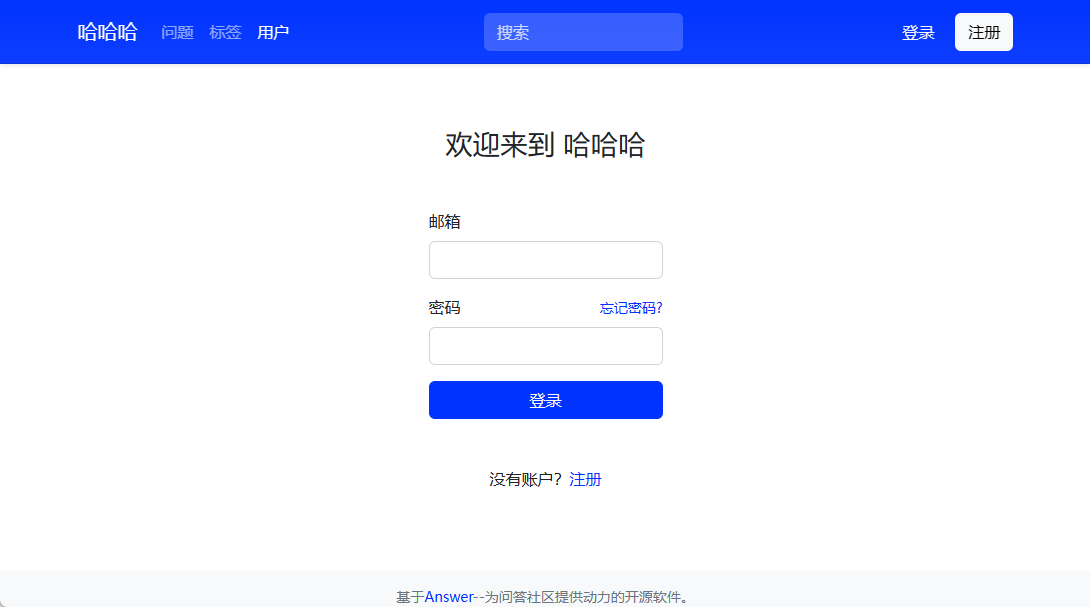 哈哈哈 问题 标签 用户 搜索 登录 注册
欢迎来到 哈哈哈
邮箱
密码 忘记密码?
登录
没有账户？注册
基于Answer--为问答社区提供动力的开源软件。